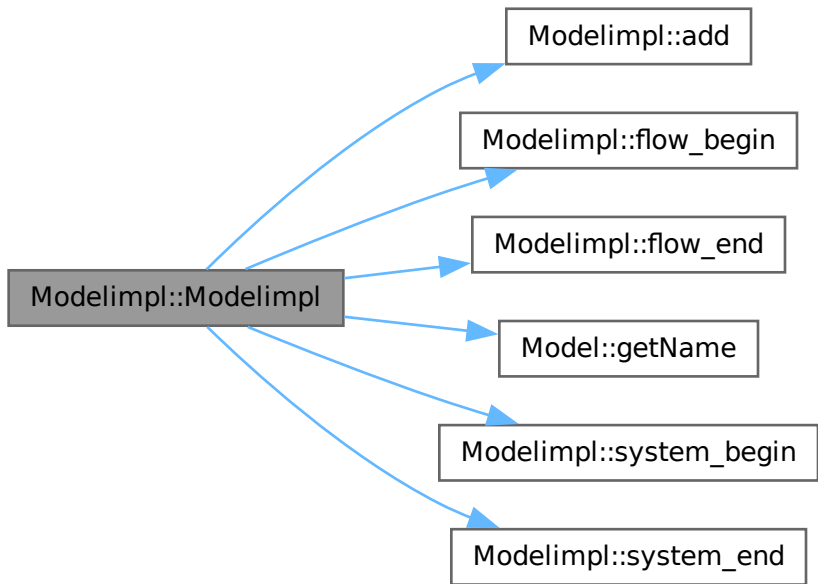 Modelimpl::add
Modelimpl::flow_begin
Modelimpl::flow_end
Modelimpl::Modelimpl
Model::getName
Modelimpl::system_begin
Modelimpl::system_end